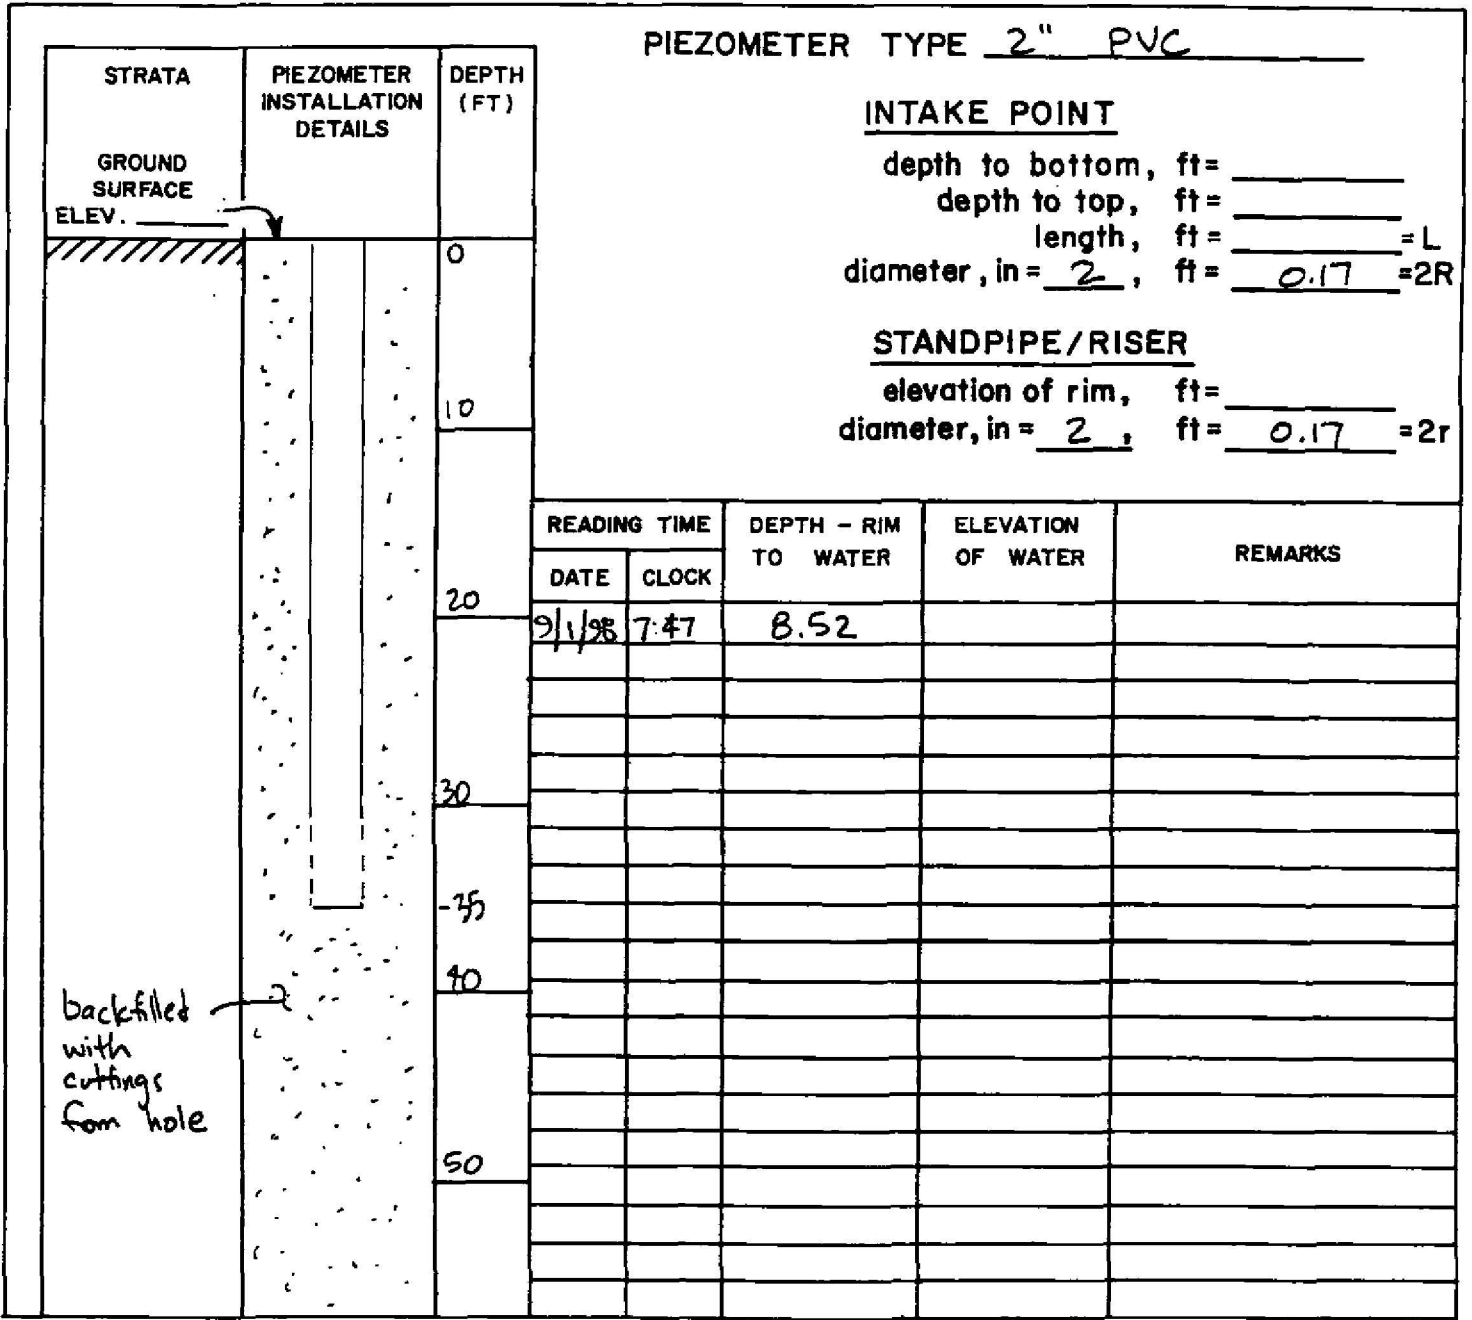 PIEZOMETER TYPE 2" PVC
STRATA
PIEZOMETER
INSTALLATION
DETAILS
DEPTH
(FT)
GROUND
SURFACE
ELEV.
INTAKE POINT
depth to bottom, ft=
depth to top, ft=
length, ft= =L
diameter, in= 2, ft= 0.17 =2R
STANDPIPE/RISER
elevation of rim, ft=
diameter, in= 2, ft= 0.17 =2r
0
10
20
30
-35
40
50
backfilled
with
cuttings
fom hole
READING TIME
DATE CLOCK
DEPTH - RIM
TO WATER
ELEVATION
OF WATER
REMARKS
9/1/98 7:47 8.52